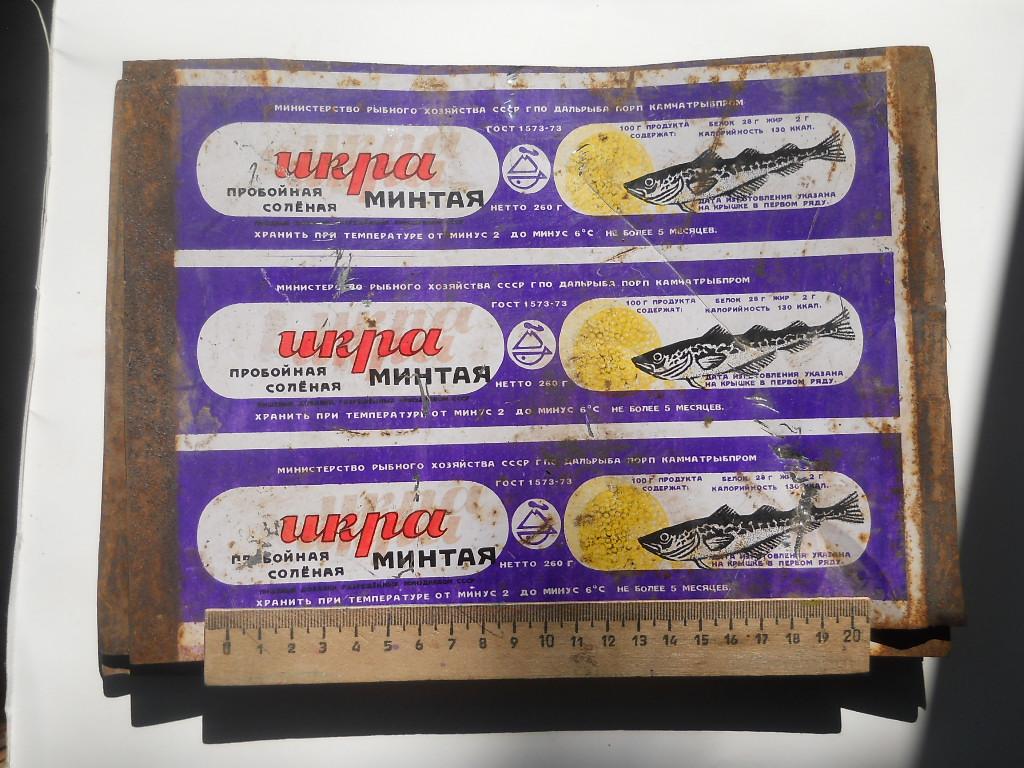 МИНИСТЕРСТВО РЫБНОГО ХОЗЯЙСТВА СССР ГПО ДАЛЬРЫБА ПОРП КАМЧАТРЫБПРОМ
ГОСТ 1573-73
100 Г ПРОДУКТА СОДЕРЖАТ:
БЕЛОК 28 Г ЖИР 2 Г
КАЛОРИЙНОСТЬ 130 ККАЛ.
икра
ПРОБОЙНАЯ
СОЛЁНАЯ
МИНТАЯ
НЕТТО 260 Г
ДАТА ИЗГОТОВЛЕНИЯ УКАЗАНА
НА КРЫШКЕ В ПЕРВОМ РЯДУ.
ХРАНИТЬ ПРИ ТЕМПЕРАТУРЕ ОТ МИНУС 2 ДО МИНУС 6°С НЕ БОЛЕЕ 5 МЕСЯЦЕВ.
МИНИСТЕРСТВО РЫБНОГО ХОЗЯЙСТВА СССР ГПО ДАЛЬРЫБА ПОРП КАМЧАТРЫБПРОМ
ГОСТ 1573-73
100 Г ПРОДУКТА СОДЕРЖАТ:
БЕЛОК 28 Г ЖИР 2 Г
КАЛОРИЙНОСТЬ 130 ККАЛ.
икра
ПРОБОЙНАЯ
СОЛЁНАЯ
МИНТАЯ
НЕТТО 260 Г
ДАТА ИЗГОТОВЛЕНИЯ УКАЗАНА
НА КРЫШКЕ В ПЕРВОМ РЯДУ.
ХРАНИТЬ ПРИ ТЕМПЕРАТУРЕ ОТ МИНУС 2 ДО МИНУС 6°С НЕ БОЛЕЕ 5 МЕСЯЦЕВ.
МИНИСТЕРСТВО РЫБНОГО ХОЗЯЙСТВА СССР ГПО ДАЛЬРЫБА ПОРП КАМЧАТРЫБПРОМ
ГОСТ 1573-73
100 Г ПРОДУКТА СОДЕРЖАТ:
БЕЛОК 28 Г ЖИР 2 Г
КАЛОРИЙНОСТЬ 130 ККАЛ.
икра
ПРОБОЙНАЯ
СОЛЁНАЯ
МИНТАЯ
НЕТТО 260 Г
ДАТА ИЗГОТОВЛЕНИЯ УКАЗАНА
НА КРЫШКЕ В ПЕРВОМ РЯДУ.
ХРАНИТЬ ПРИ ТЕМПЕРАТУРЕ ОТ МИНУС 2 ДО МИНУС 6°С НЕ БОЛЕЕ 5 МЕСЯЦЕВ.
0 1 2 3 4 5 6 7 8 9 10 11 12 13 14 15 16 17 18 19 20